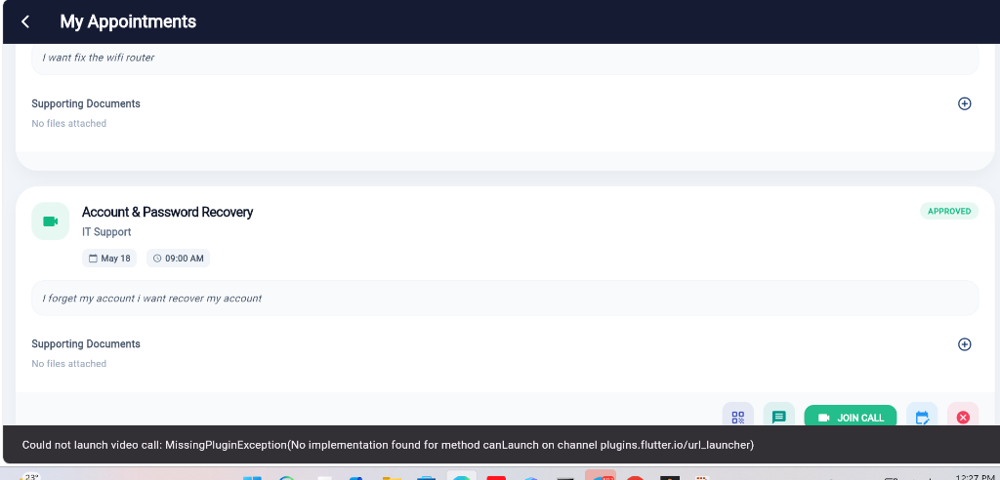 My Appointments
I want fix the wifi router
Supporting Documents
No files attached
Account & Password Recovery
APPROVED
IT Support
May 18
09:00 AM
I forget my account i want recover my account
Supporting Documents
No files attached
JOIN CALL
Could not launch video call: MissingPluginException(No implementation found for method canLaunch on channel plugins.flutter.io/url_launcher)
23°
12:27 PM